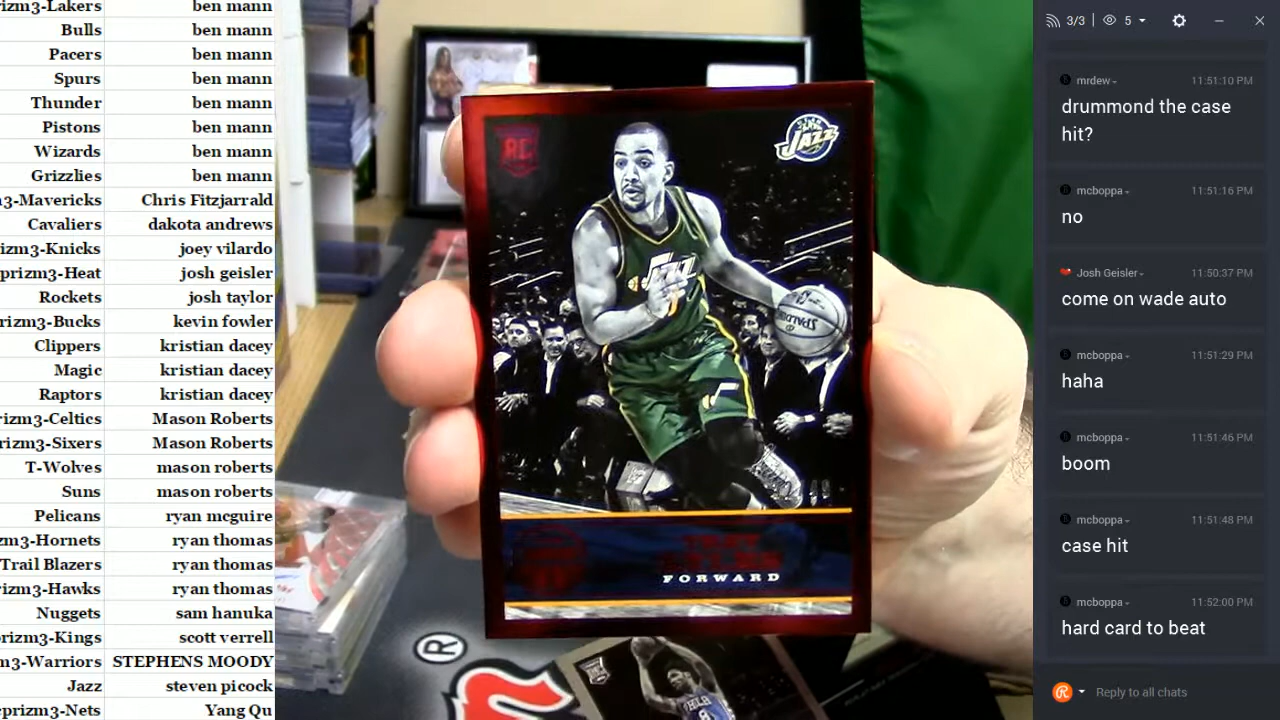 izm3-Lakers ben mann
Bulls ben mann
Pacers ben mann
Spurs ben mann
Thunder ben mann
Pistons ben mann
Wizards ben mann
Grizzlies ben mann
m3-Mavericks Chris Fitzjarrald
Cavaliers dakota andrews
izm3-Knicks joey vilardo
prizm3-Heat josh geisler
Rockets josh taylor
rizm3-Bucks kevin fowler
Clippers kristian dacey
Magic kristian dacey
Raptors kristian dacey
rizm3-Celtics Mason Roberts
rizm3-Sixers Mason Roberts
T-Wolves mason roberts
Suns mason roberts
Pelicans ryan mcguire
zm3-Hornets ryan thomas
Trail Blazers ryan thomas
rizm3-Hawks ryan thomas
Nuggets sam hanuka
prizm3-Kings scott verrell
m3-Warriors STEPHENS MOODY
Jazz steven picock
cprizm3-Nets Yang Qu
RC
JAZZ
JAZZ
SPALDING
FORWARD
®
RC
PHILA
8
3/3 5
mrdew 11:51:10 PM
drummond the case
hit?
mcboppa 11:51:16 PM
no
Josh Geisler 11:50:37 PM
come on wade auto
mcboppa 11:51:29 PM
haha
mcboppa 11:51:46 PM
boom
mcboppa 11:51:48 PM
case hit
mcboppa 11:52:00 PM
hard card to beat
Reply to all chats